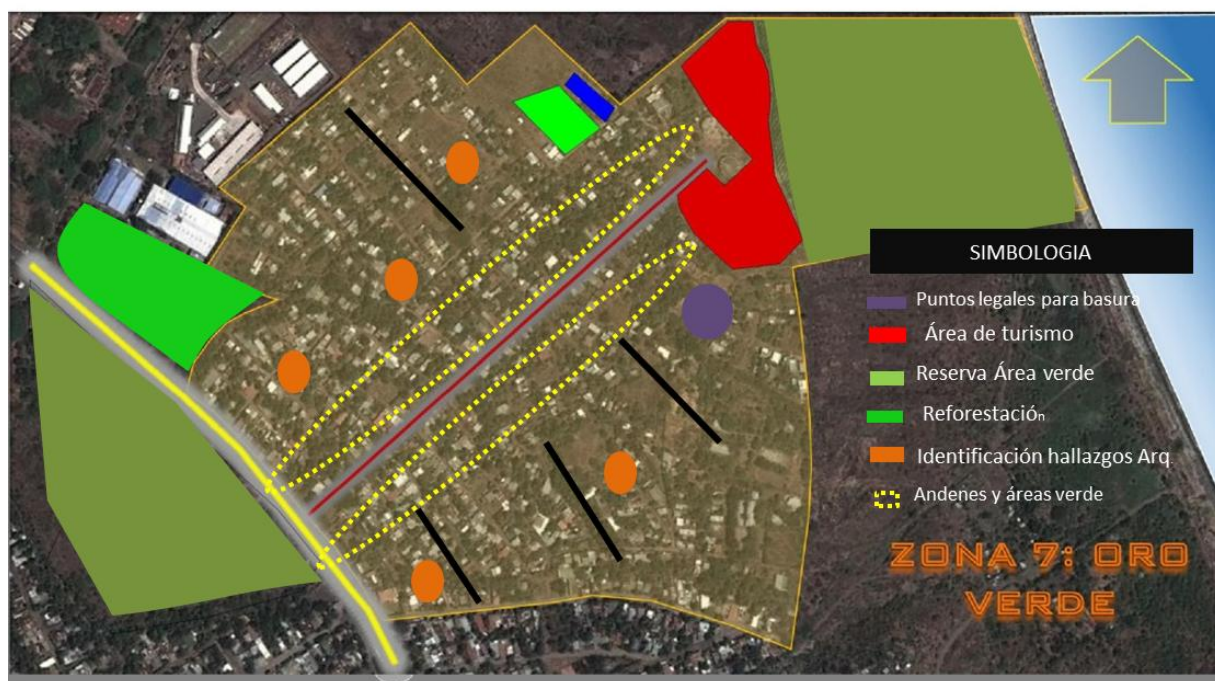 SIMBOLOGIA
Puntos legales para basura
Área de turismo
Reserva Área verde
Reforestación
Identificación hallazgos Arq
Andenes y áreas verde
ZONA 7: ORO
VERDE